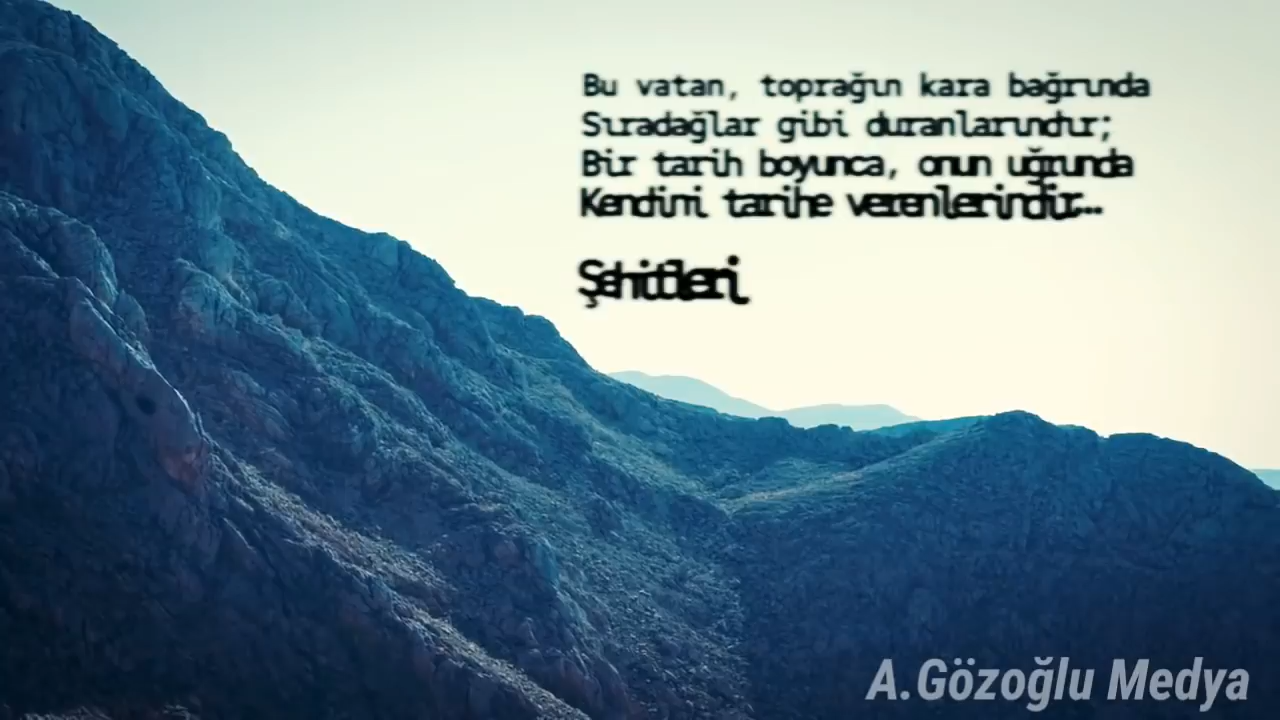 Bu vatan, toprağın kara bağrında
Sıradağlar gibi duranlarındır;
Bir tarih boyunca, onun uğrunda
Kendini tarihe verenlerindir...
Şehitleri
A.Gözoğlu Medya